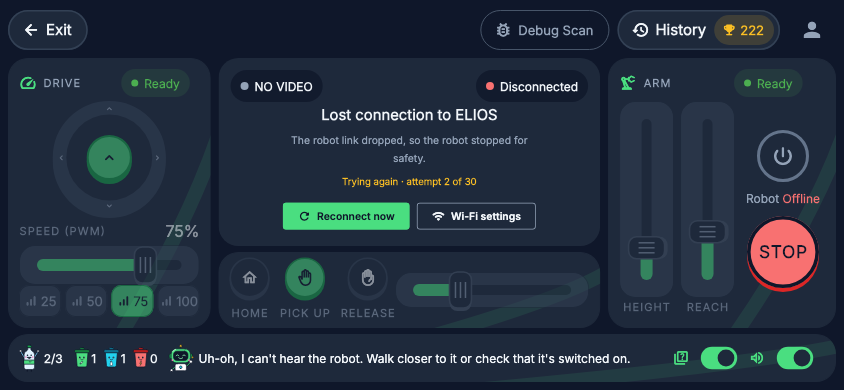 Exit
Debug Scan
History
222
DRIVE
Ready
NO VIDEO
Disconnected
Lost connection to ELIOS
The robot link dropped, so the robot stopped for
safety.
Trying again · attempt 2 of 30
Reconnect now
Wi-Fi settings
ARM
Ready
Robot Offline
STOP
HEIGHT
REACH
SPEED (PWM)
75%
25
50
75
100
HOME
PICK UP
RELEASE
2/3
1
1
0
Uh-oh, I can't hear the robot. Walk closer to it or check that it's switched on.